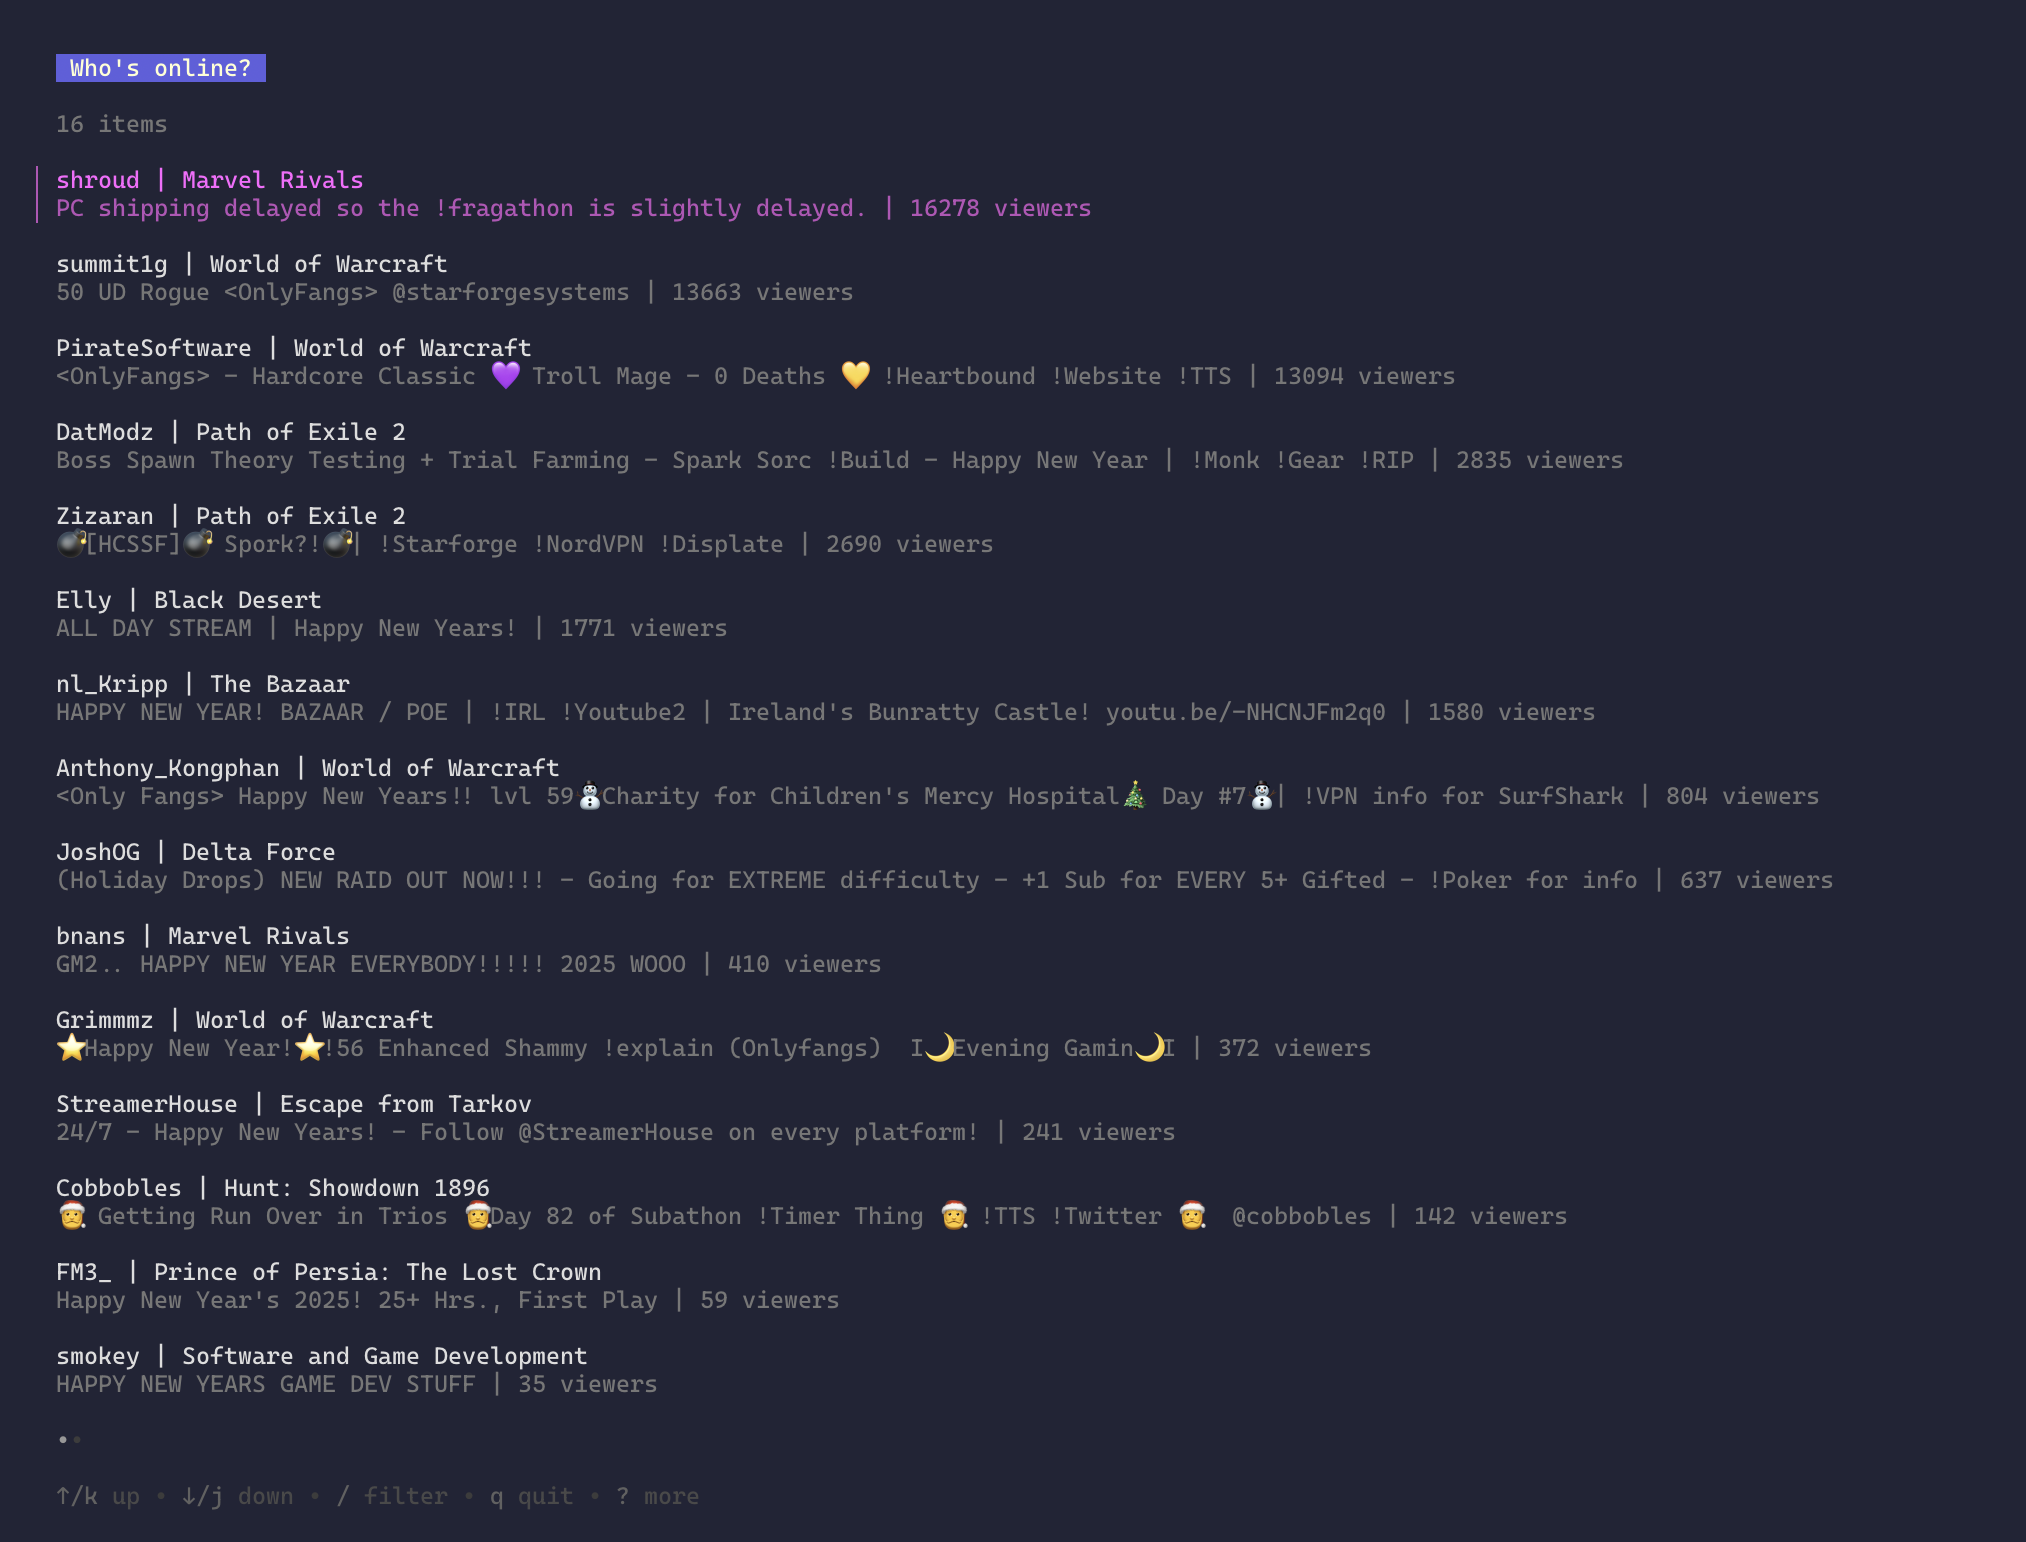 Who's online?
16 items
shroud | Marvel Rivals
PC shipping delayed so the !fragathon is slightly delayed. | 16278 viewers
summit1g | World of Warcraft
50 UD Rogue <OnlyFangs> @starforgesystems | 13663 viewers
PirateSoftware | World of Warcraft
<OnlyFangs> - Hardcore Classic 💜 Troll Mage - 0 Deaths 💛 !Heartbound !Website !TTS | 13094 viewers
DatModz | Path of Exile 2
Boss Spawn Theory Testing + Trial Farming - Spark Sorc !Build - Happy New Year | !Monk !Gear !RIP | 2835 viewers
Zizaran | Path of Exile 2
💣[HCSSF]💣 Spork?!💣| !Starforge !NordVPN !Displate | 2690 viewers
Elly | Black Desert
ALL DAY STREAM | Happy New Years! | 1771 viewers
nl_Kripp | The Bazaar
HAPPY NEW YEAR! BAZAAR / POE | !IRL !Youtube2 | Ireland's Bunratty Castle! youtu.be/-NHCNJFm2q0 | 1580 viewers
Anthony_Kongphan | World of Warcraft
<Only Fangs> Happy New Years!! lvl 59⛄Charity for Children's Mercy Hospital🎄 Day #7⛄| !VPN info for SurfShark | 804 viewers
JoshOG | Delta Force
(Holiday Drops) NEW RAID OUT NOW!!! - Going for EXTREME difficulty - +1 Sub for EVERY 5+ Gifted - !Poker for info | 637 viewers
bnans | Marvel Rivals
GM2.. HAPPY NEW YEAR EVERYBODY!!!!! 2025 WOOO | 410 viewers
Grimmmz | World of Warcraft
⭐Happy New Year!⭐!56 Enhanced Shammy !explain (Onlyfangs)  I🌙Evening Gamin🌙I | 372 viewers
StreamerHouse | Escape from Tarkov
24/7 - Happy New Years! - Follow @StreamerHouse on every platform! | 241 viewers
Cobbobles | Hunt: Showdown 1896
🎅 Getting Run Over in Trios 🎅Day 82 of Subathon !Timer Thing 🎅 !TTS !Twitter 🎅  @cobbobles | 142 viewers
FM3_ | Prince of Persia: The Lost Crown
Happy New Year's 2025! 25+ Hrs., First Play | 59 viewers
smokey | Software and Game Development
HAPPY NEW YEARS GAME DEV STUFF | 35 viewers
••
↑/k up • ↓/j down • / filter • q quit • ? more